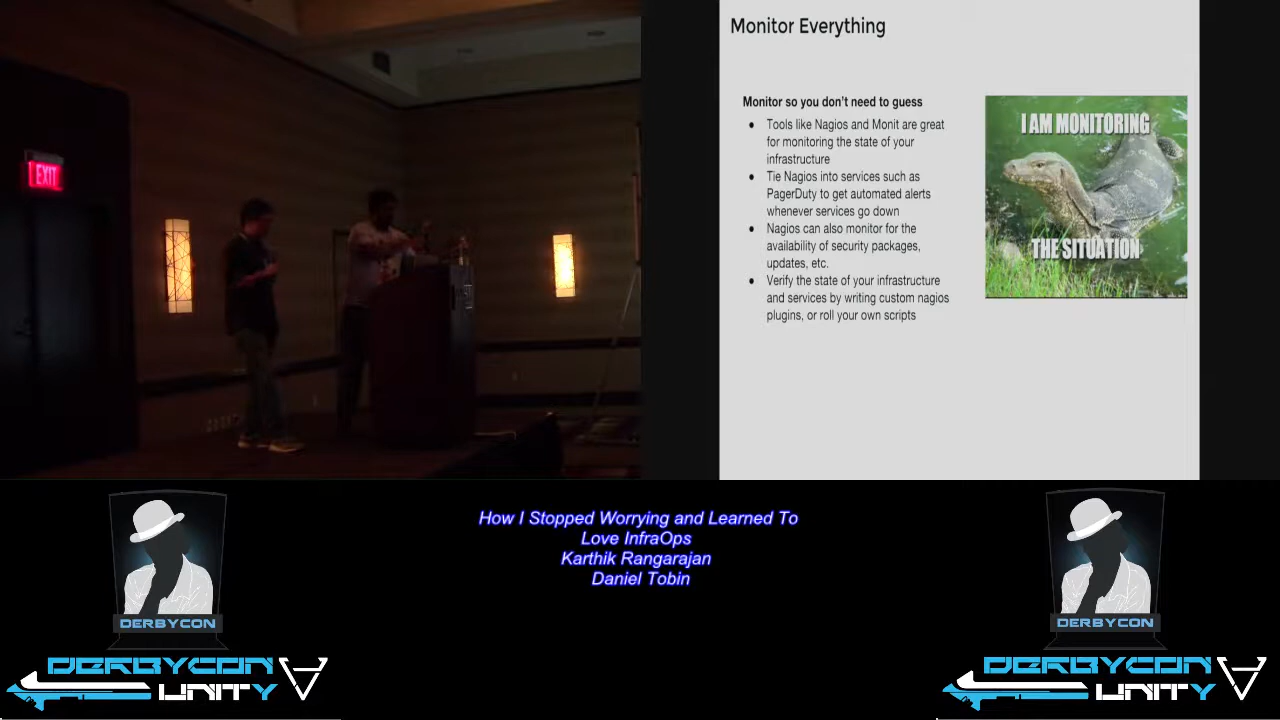 Monitor Everything
Monitor so you don't need to guess
Tools like Nagios and Monit are great
for monitoring the state of your
infrastructure
Tie Nagios into services such as
PagerDuty to get automated alerts
whenever services go down
Nagios can also monitor for the
availability of security packages,
updates, etc.
Verify the state of your infrastructure
and services by writing custom nagios
plugins, or roll your own scripts
I AM MONITORING
THE SITUATION
EXIT
How I Stopped Worrying and Learned To
Love InfraOps
Karthik Rangarajan
Daniel Tobin
DERBYCON
DERBYCON
UNITY
DERBYCON
DERBYCON
UNITY